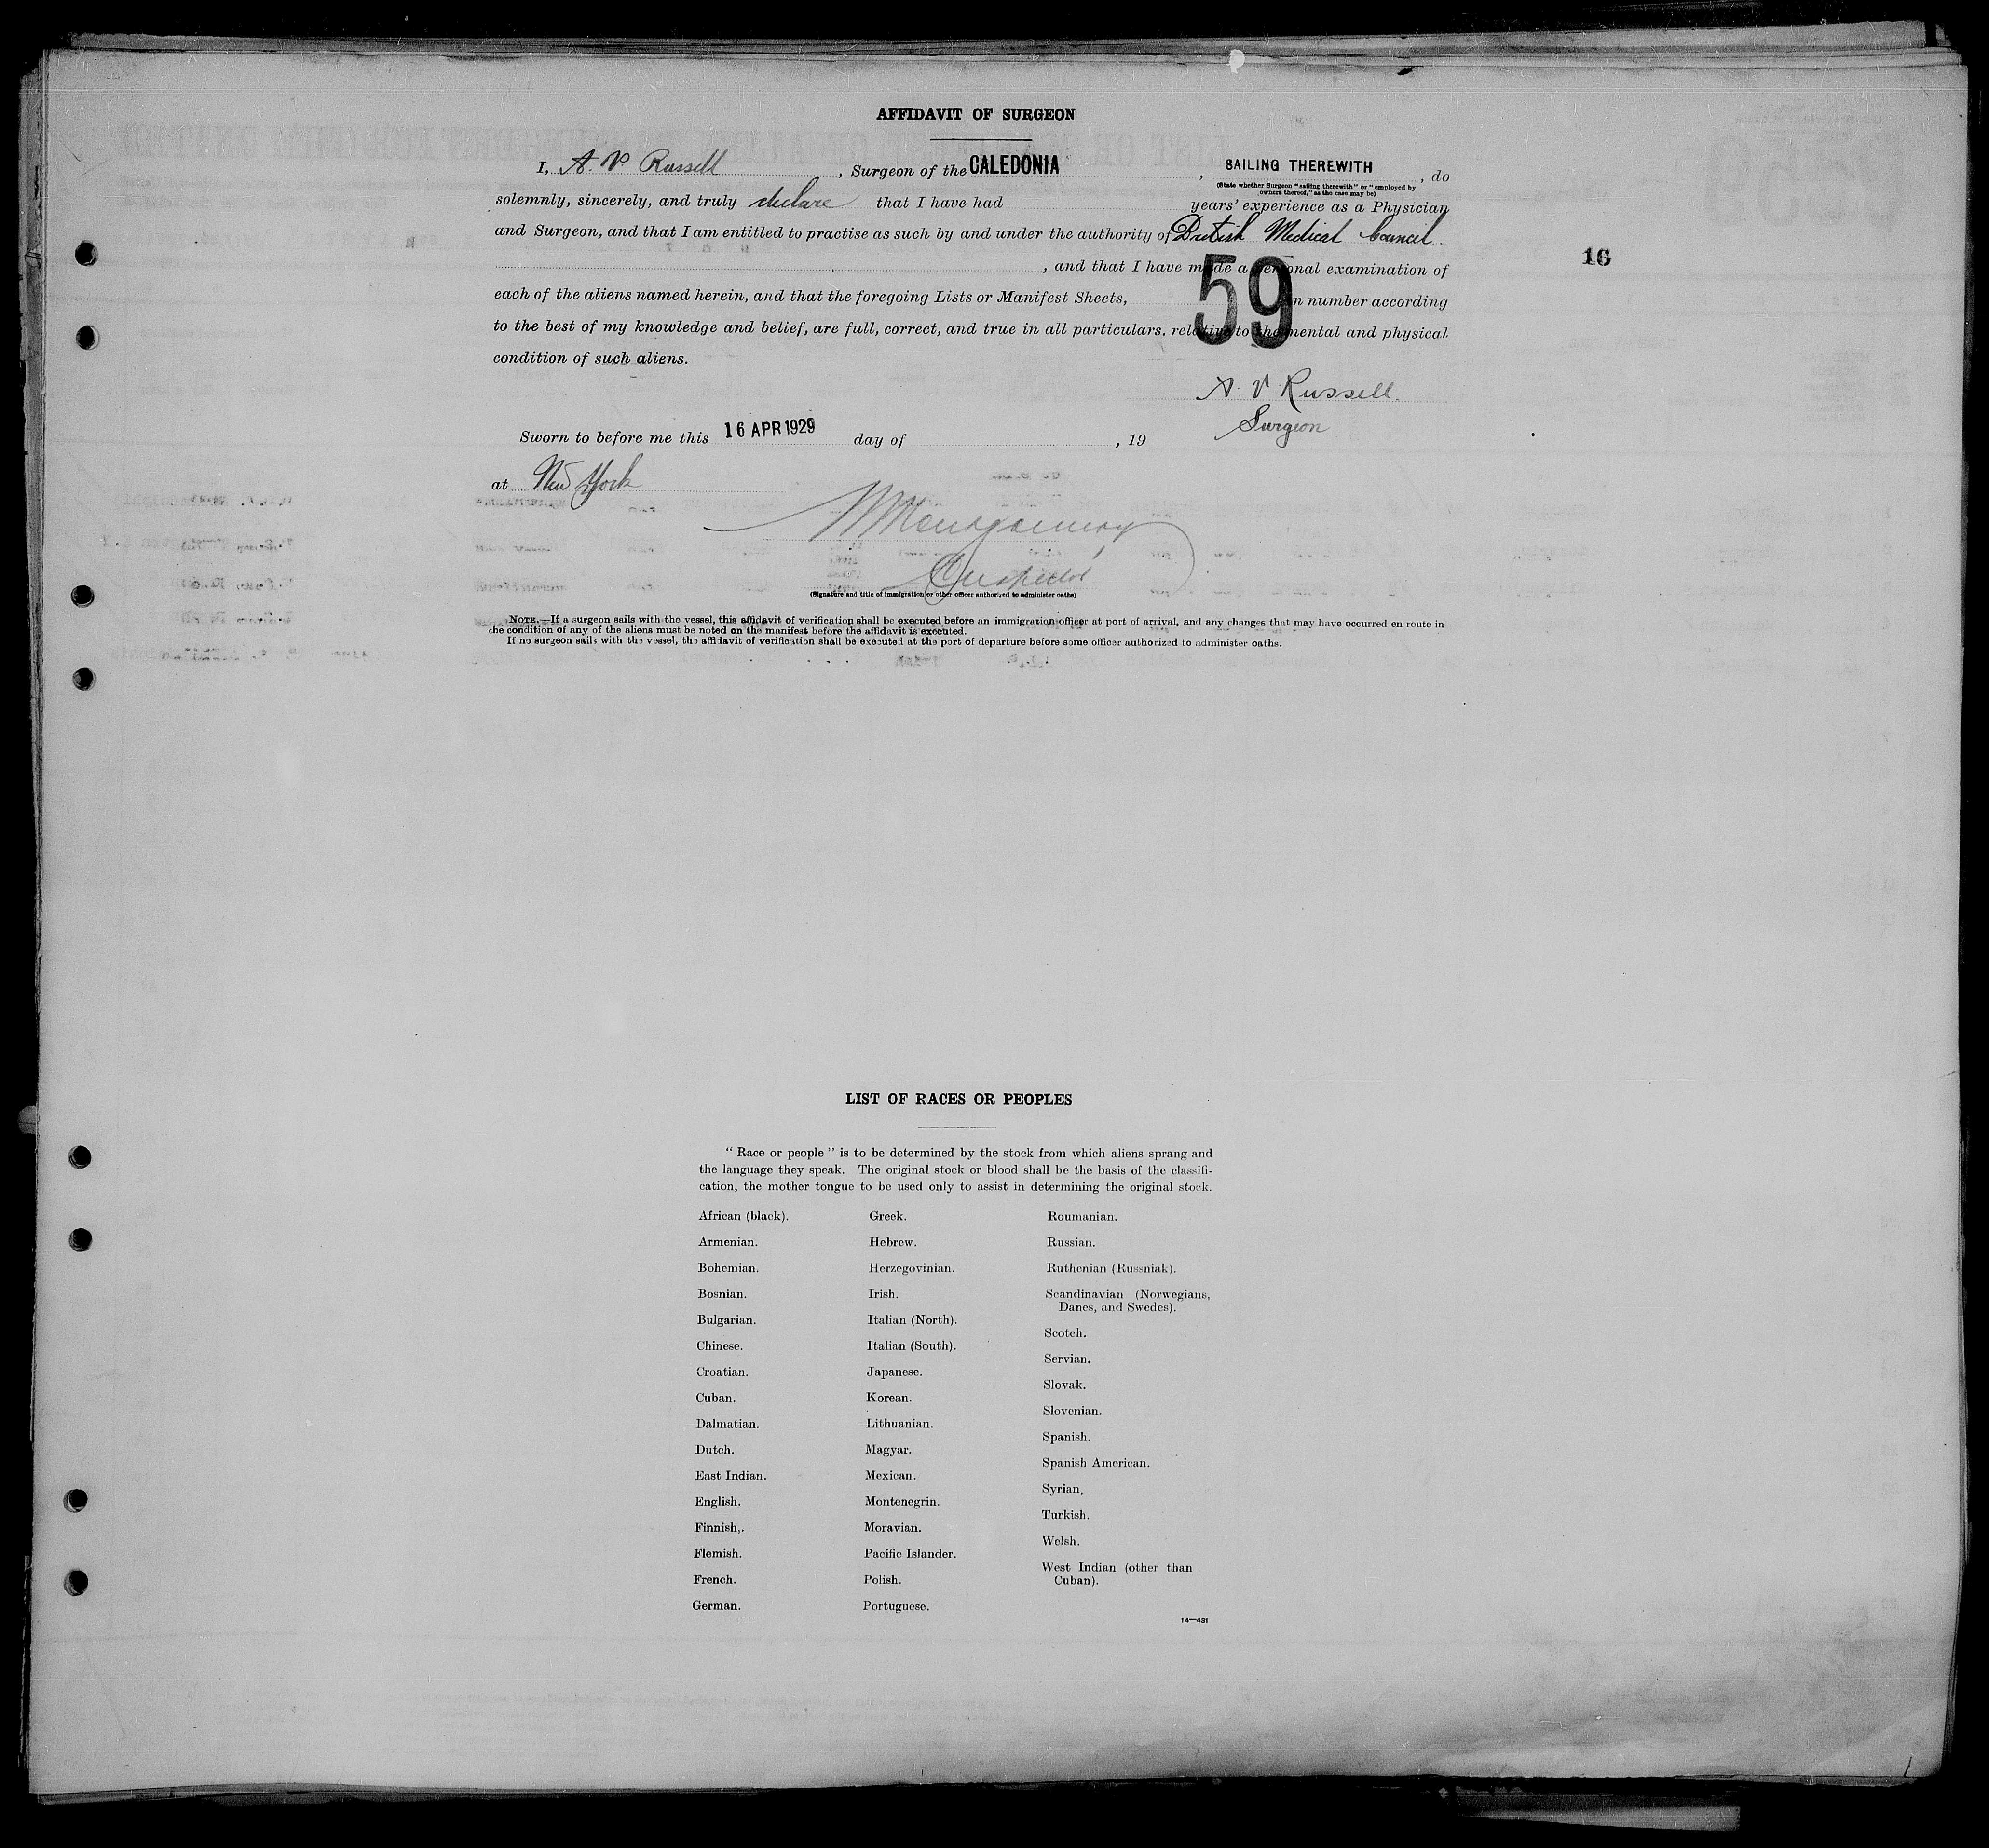 AFFIDAVIT OF SURGEON
I, A. V. Russell, Surgeon of the CALEDONIA, SAILING THEREWITH, do
(State whether Surgeon "sailing therewith" or "employed by
owners thereof," as the case may be)
solemnly, sincerely, and truly declare that I have had years' experience as a Physician
and Surgeon, and that I am entitled to practise as such by and under the authority of British Medical Council.
16
, and that I have made a personal examination of
each of the aliens named herein, and that the foregoing Lists or Manifest Sheets, 59 in number according
to the best of my knowledge and belief, are full, correct, and true in all particulars, relative to the mental and physical
condition of such aliens.
A. V. Russell.
Surgeon
Sworn to before me this 16 APR 1929 day of , 19
at New York
Montgomery
Inspector
(Signature and title of immigration or other officer authorized to administer oaths)
NOTE.—If a surgeon sails with the vessel, this affidavit of verification shall be executed before an immigration officer at port of arrival, and any changes that may have occurred en route in
the condition of any of the aliens must be noted on the manifest before the affidavit is executed.
If no surgeon sails with the vessel, the affidavit of verification shall be executed at the port of departure before some officer authorized to administer oaths.
LIST OF RACES OR PEOPLES
"Race or people" is to be determined by the stock from which aliens sprang and
the language they speak. The original stock or blood shall be the basis of the classifi-
cation, the mother tongue to be used only to assist in determining the original stock.
African (black).
Armenian.
Bohemian.
Bosnian.
Bulgarian.
Chinese.
Croatian.
Cuban.
Dalmatian.
Dutch.
East Indian.
English.
Finnish,.
Flemish.
French.
German.
Greek.
Hebrew.
Herzegovinian.
Irish.
Italian (North).
Italian (South).
Japanese.
Korean.
Lithuanian.
Magyar.
Mexican.
Montenegrin.
Moravian.
Pacific Islander.
Polish.
Portuguese.
Roumanian.
Russian.
Ruthenian (Russniak).
Scandinavian (Norwegians,
Danes, and Swedes).
Scotch.
Servian.
Slovak.
Slovenian.
Spanish.
Spanish American.
Syrian.
Turkish.
Welsh.
West Indian (other than
Cuban).
14—431